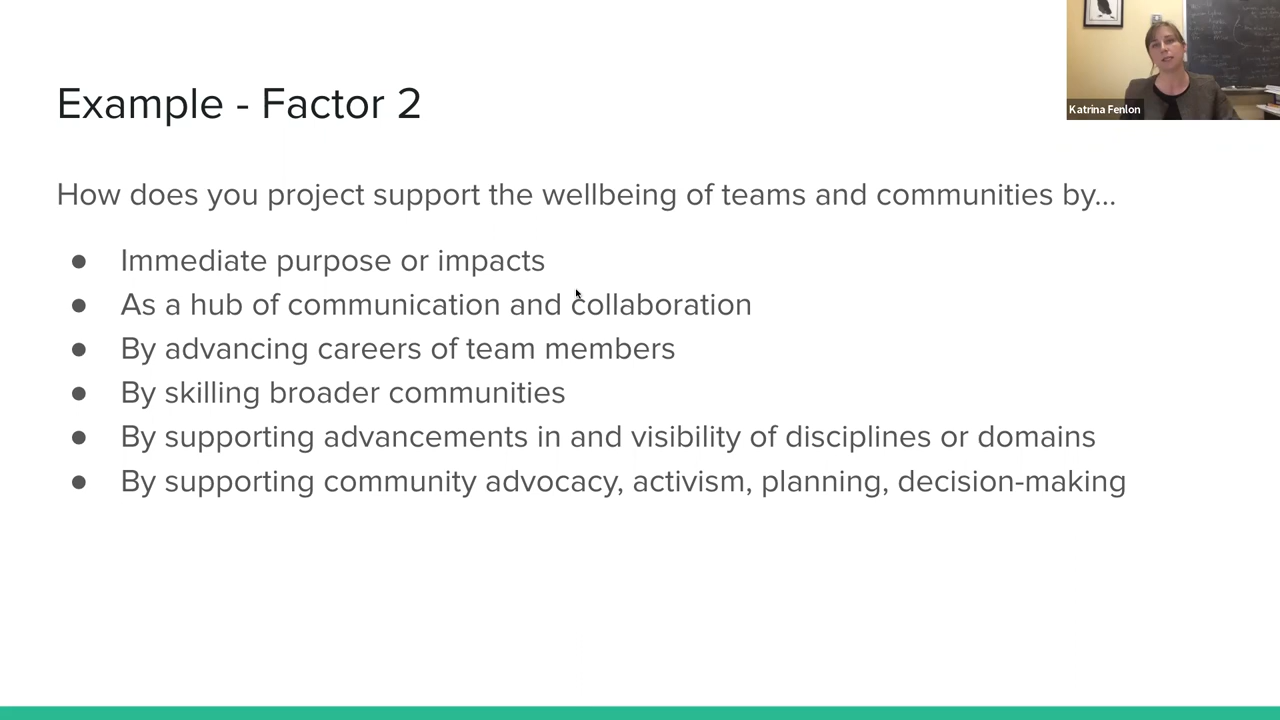 Katrina Fenlon
Example - Factor 2
How does you project support the wellbeing of teams and communities by...
● Immediate purpose or impacts
● As a hub of communication and collaboration
● By advancing careers of team members
● By skilling broader communities
● By supporting advancements in and visibility of disciplines or domains
● By supporting community advocacy, activism, planning, decision-making